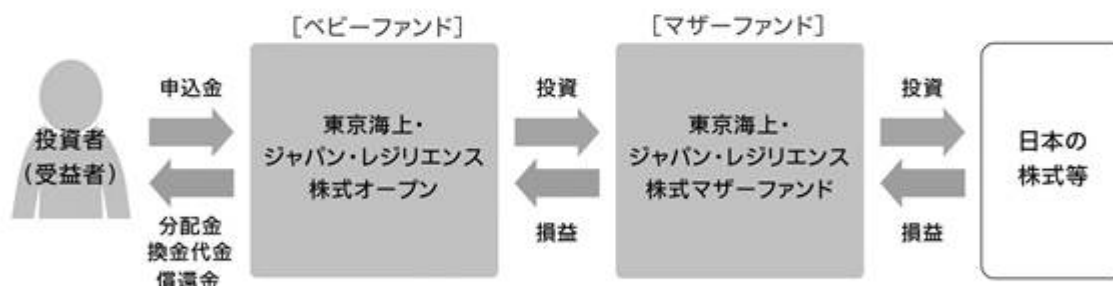 ［ベビーファンド］
［マザーファンド］
申込金
投資
投資
投資者
（受益者）
東京海上・
ジャパン・レジリエンス
株式オープン
東京海上・
ジャパン・レジリエンス
株式マザーファンド
日本の
株式等
分配金
換金代金
償還金
損益
損益